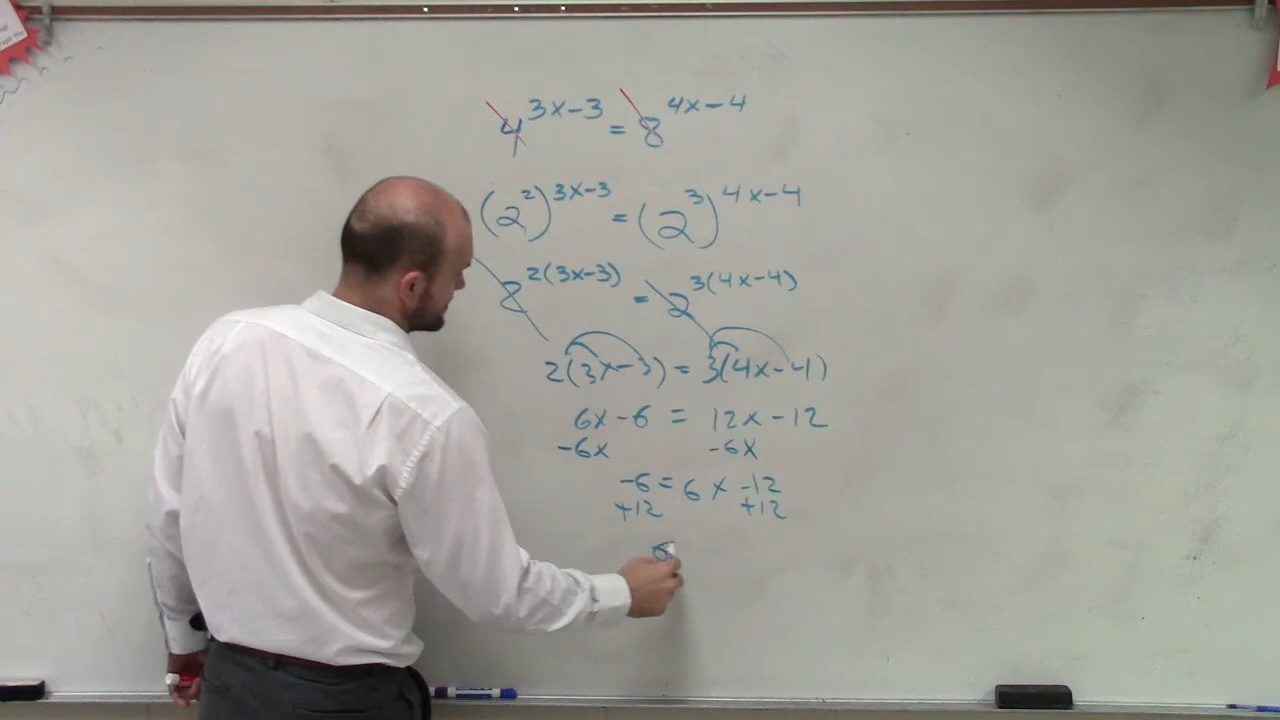 4^(3x-3) = 8^(4x-4)
(2^2)^(3x-3) = (2^3)^(4x-4)
2^(2(3x-3)) = 2^(3(4x-4))
2(3x-3) = 3(4x-4)
6x-6 = 12x-12
-6x -6x
-6 = 6x -12
+12 +12